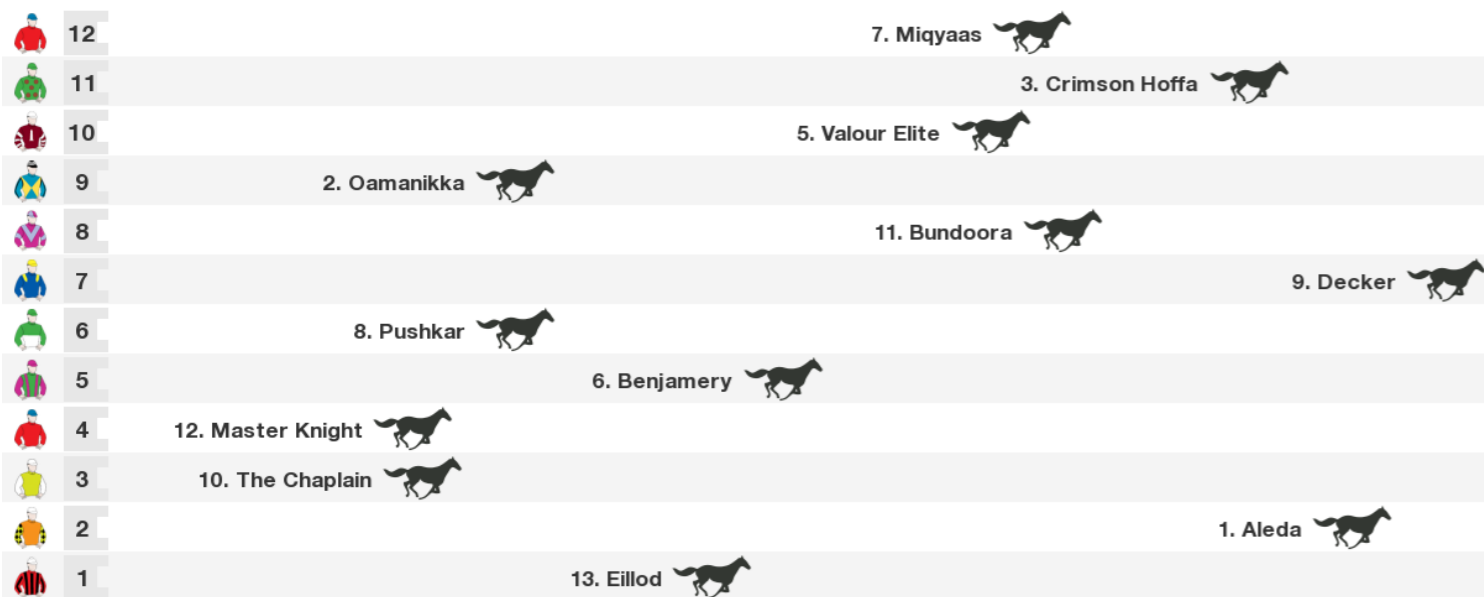 12 7. Miqyaas
11 3. Crimson Hoffa
10 5. Valour Elite
9 2. Oamanikka
8 11. Bundoora
7 9. Decker
6 8. Pushkar
5 6. Benjamery
4 12. Master Knight
3 10. The Chaplain
2 1. Aleda
1 13. Eillod